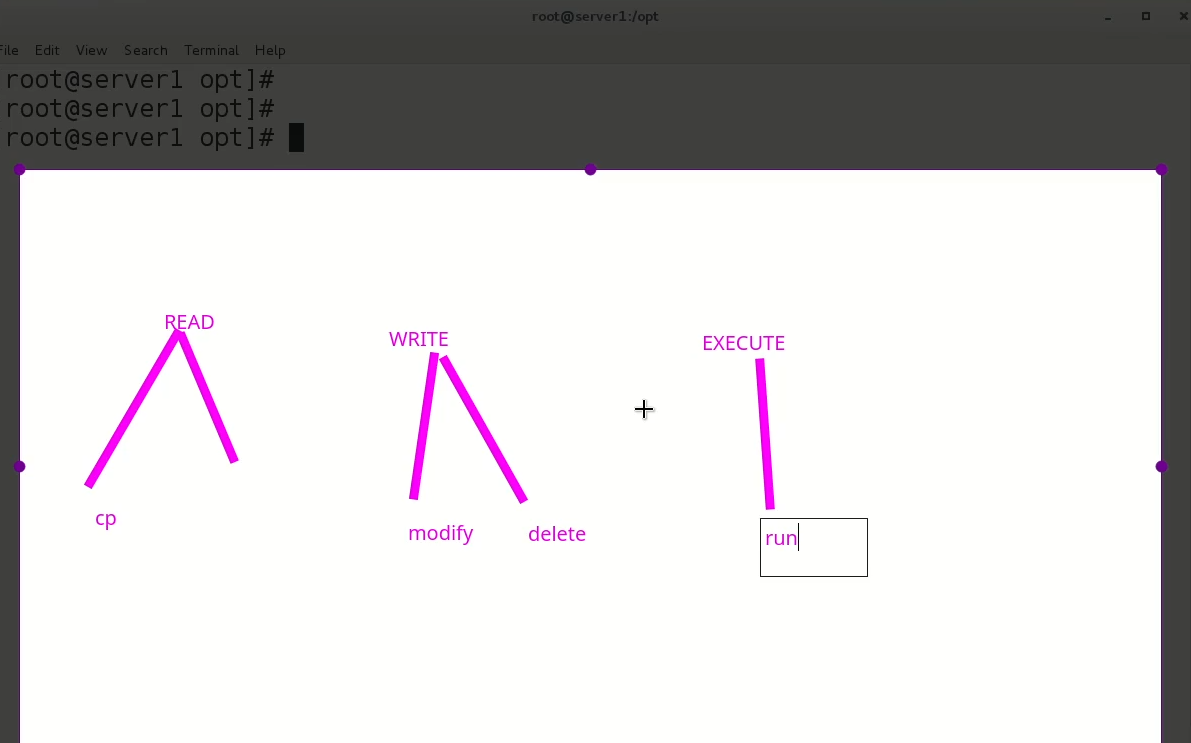 root@server1:/opt
File Edit View Search Terminal Help
root@server1 opt]#
root@server1 opt]#
root@server1 opt]#
READ
WRITE
EXECUTE
cp
modify
delete
run